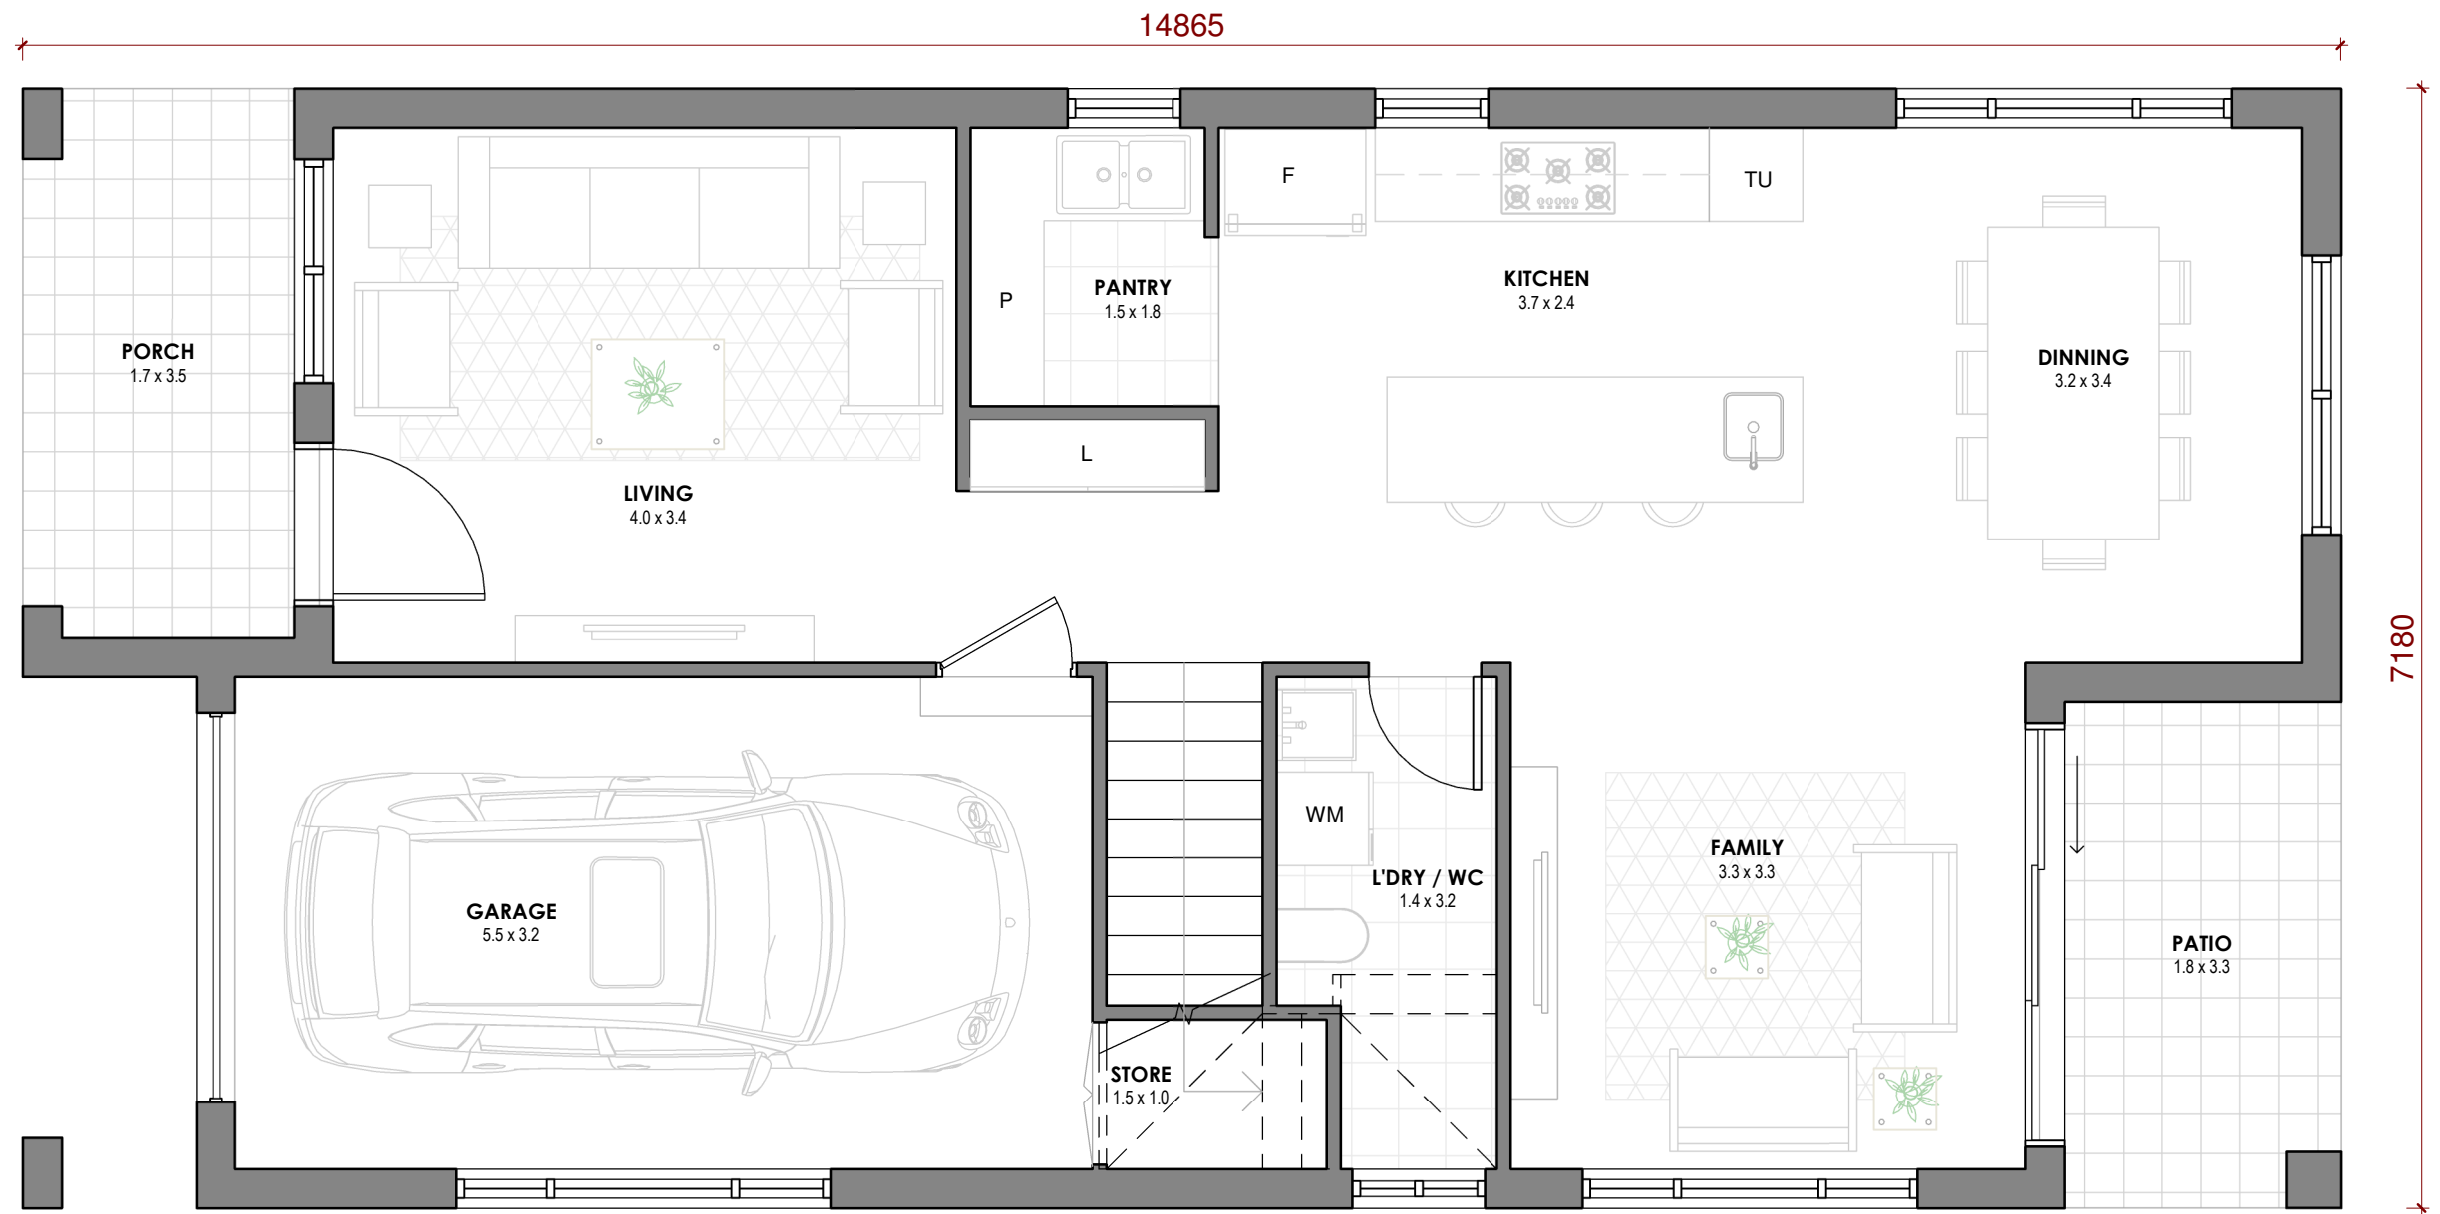 14865
F
TU
KITCHEN
3.7 x 2.4
PANTRY
1.5 x 1.8
P
PORCH
1.7 x 3.5
DINNING
3.2 x 3.4
L
LIVING
4.0 x 3.4
7180
WM
FAMILY
3.3 x 3.3
L'DRY / WC
1.4 x 3.2
GARAGE
5.5 x 3.2
PATIO
1.8 x 3.3
STORE
1.5 x 1.0